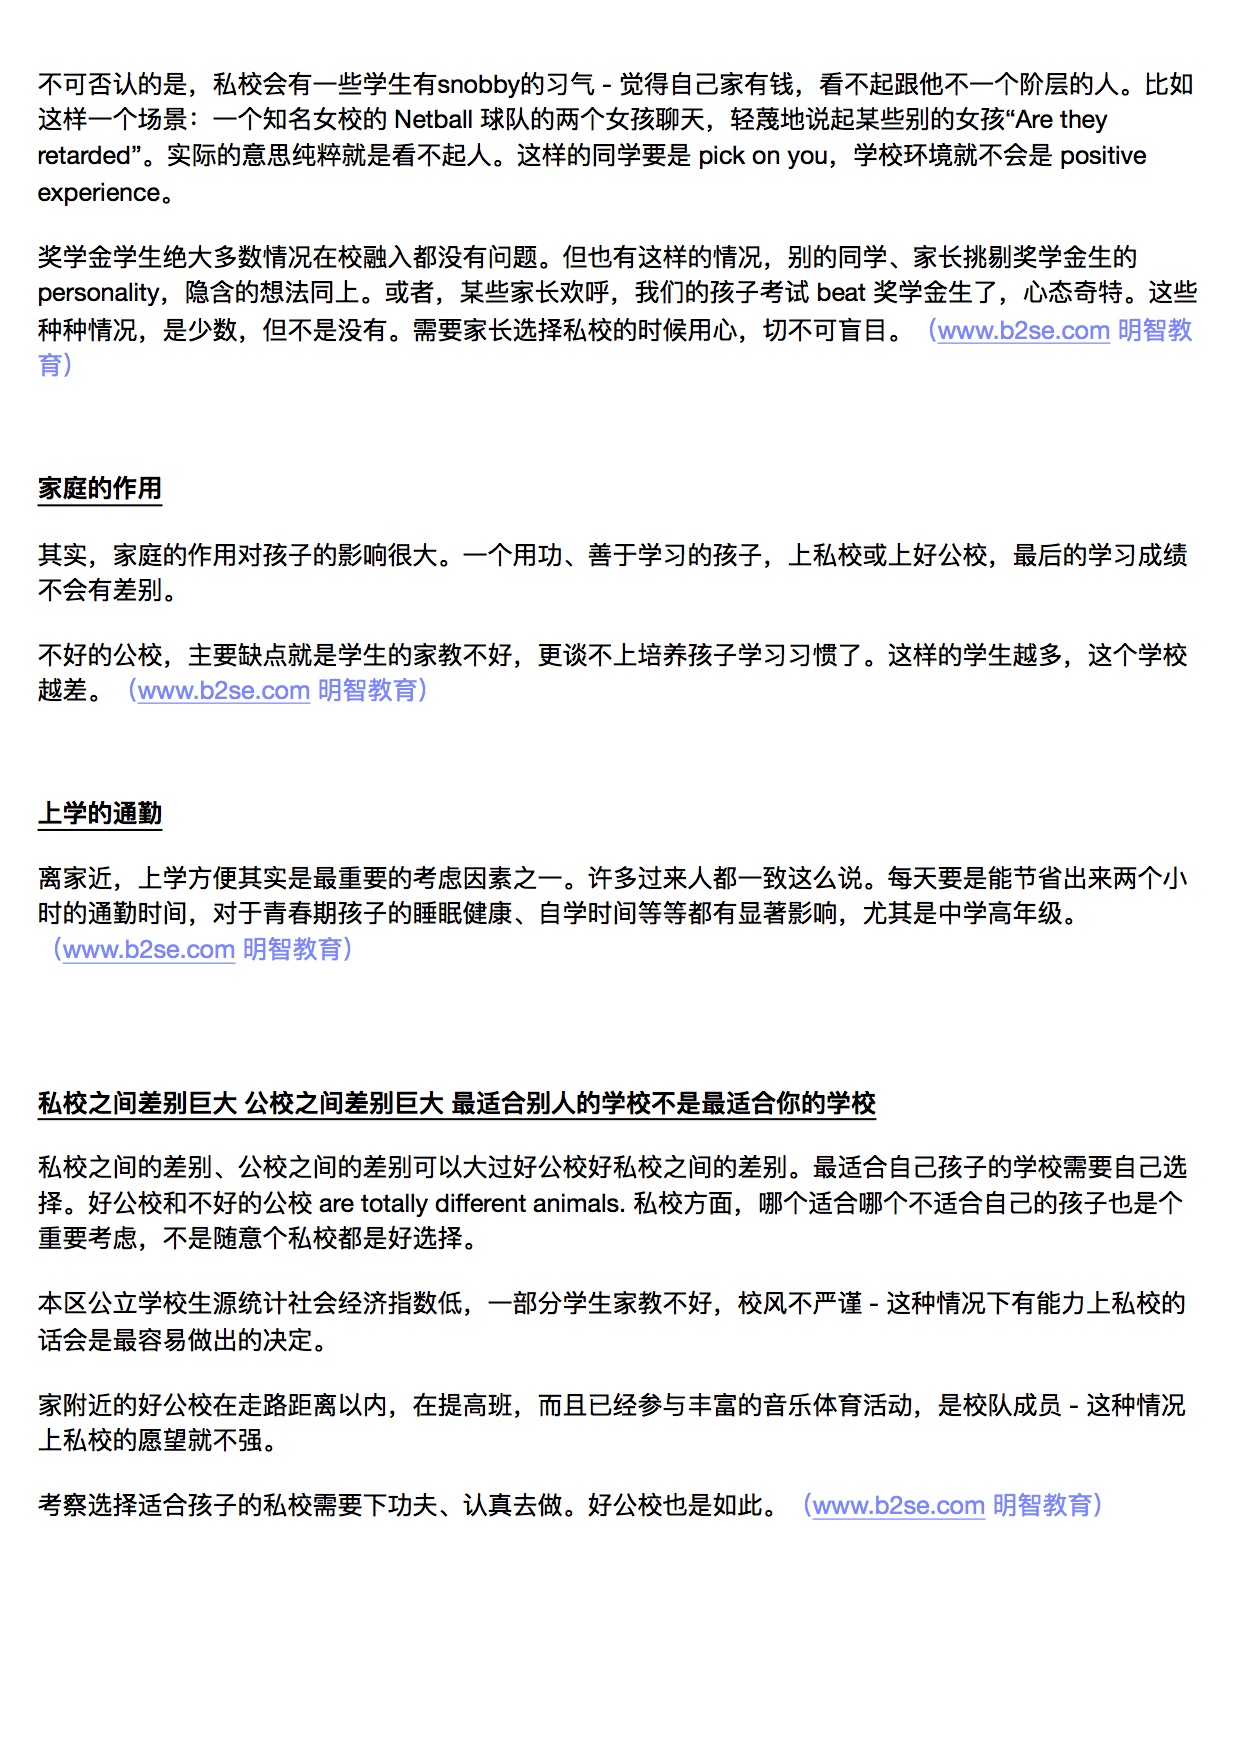 不可否认的是，私校会有一些学生有snobby的习气 - 觉得自己家有钱，看不起跟他不一个阶层的人。比如
这样一个场景：一个知名女校的 Netball 球队的两个女孩聊天，轻蔑地说起某些别的女孩“Are they
retarded”。实际的意思纯粹就是看不起人。这样的同学要是 pick on you，学校环境就不会是 positive
experience。
奖学金学生绝大多数情况在校融入都没有问题。但也有这样的情况，别的同学、家长挑剔奖学金生的
personality，隐含的想法同上。或者，某些家长欢呼，我们的孩子考试 beat 奖学金生了，心态奇特。这些
种种情况，是少数，但不是没有。需要家长选择私校的时候用心，切不可盲目。（www.b2se.com 明智教
育）
家庭的作用
其实，家庭的作用对孩子的影响很大。一个用功、善于学习的孩子，上私校或上好公校，最后的学习成绩
不会有差别。
不好的公校，主要缺点就是学生的家教不好，更谈不上培养孩子学习习惯了。这样的学生越多，这个学校
越差。（www.b2se.com 明智教育）
上学的通勤
离家近，上学方便其实是最重要的考虑因素之一。许多过来人都一致这么说。每天要是能节省出来两个小
时的通勤时间，对于青春期孩子的睡眠健康、自学时间等等都有显著影响，尤其是中学高年级。
（www.b2se.com 明智教育）
私校之间差别巨大 公校之间差别巨大 最适合别人的学校不是最适合你的学校
私校之间的差别、公校之间的差别可以大过好公校好私校之间的差别。最适合自己孩子的学校需要自己选
择。好公校和不好的公校 are totally different animals. 私校方面，哪个适合哪个不适合自己的孩子也是个
重要考虑，不是随意个私校都是好选择。
本区公立学校生源统计社会经济指数低，一部分学生家教不好，校风不严谨 - 这种情况下有能力上私校的
话会是最容易做出的决定。
家附近的好公校在走路距离以内，在提高班，而且已经参与丰富的音乐体育活动，是校队成员 - 这种情况
上私校的愿望就不强。
考察选择适合孩子的私校需要下功夫、认真去做。好公校也是如此。（www.b2se.com 明智教育）